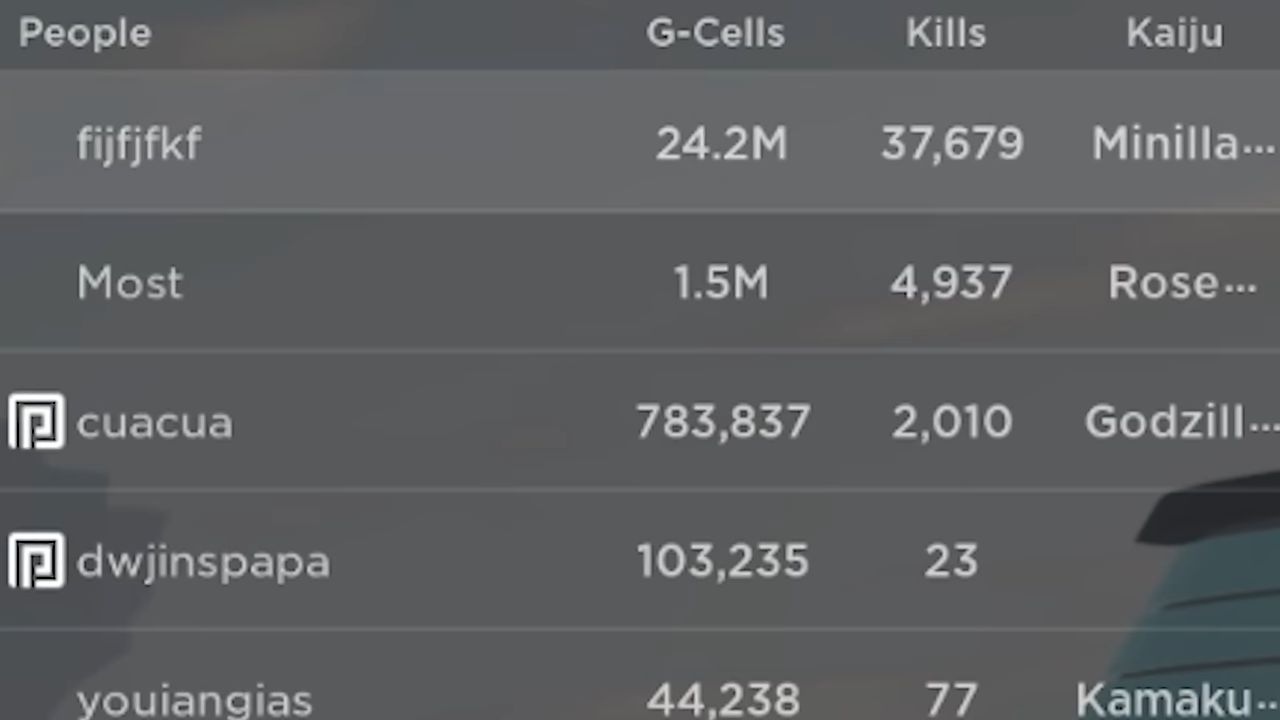 People G-Cells Kills Kaiju
fijfjfkf 24.2M 37,679 Minilla...
Most 1.5M 4,937 Rose...
cuacua 783,837 2,010 Godzill...
dwjinspapa 103,235 23
youiangias 44,238 77 Kamaku...